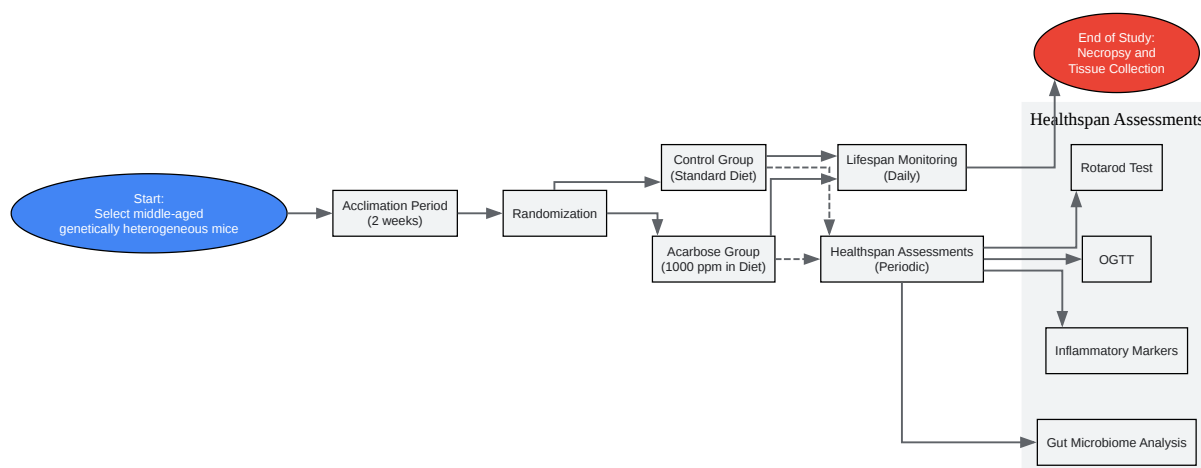 Start:
Select middle-aged
genetically heterogeneous mice
Acclimation Period
(2 weeks)
Randomization
Control Group
(Standard Diet)
Acarbose Group
(1000 ppm in Diet)
Lifespan Monitoring
(Daily)
Healthspan Assessments
(Periodic)
End of Study:
Necropsy and
Tissue Collection
Healthspan Assessments
Rotarod Test
OGTT
Inflammatory Markers
Gut Microbiome Analysis